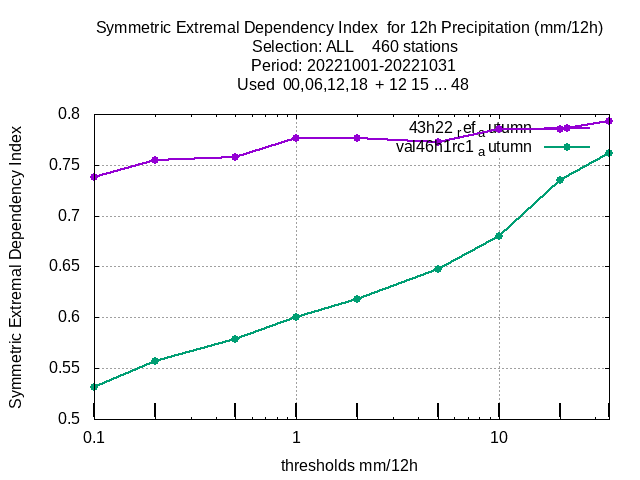 Symmetric Extremal Dependency Index for 12h Precipitation (mm/12h)
Selection: ALL 460 stations
Period: 20221001-20221031
Used 00,06,12,18 + 12 15 ... 48
Symmetric Extremal Dependency Index
0.8
0.75
0.7
0.65
0.6
0.55
0.5
43h22_ref_autumn
val46h1rc1_autumn
0.1
1
10
thresholds mm/12h